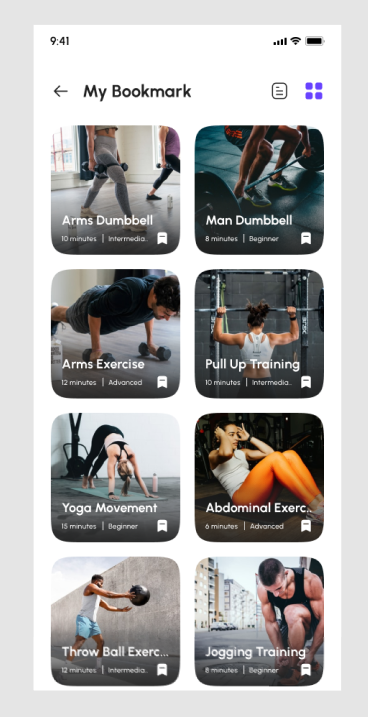 9:41
My Bookmark
Arms Dumbbell
10 minutes | Intermedia..
Man Dumbbell
8 minutes | Beginner
Arms Exercise
12 minutes | Advanced
Pull Up Training
10 minutes | Intermedia..
Yoga Movement
15 minutes | Beginner
Abdominal Exerc..
6 minutes | Advanced
Throw Ball Exerc...
12 minutes | Intermedia..
Jogging Training
8 minutes | Beginner